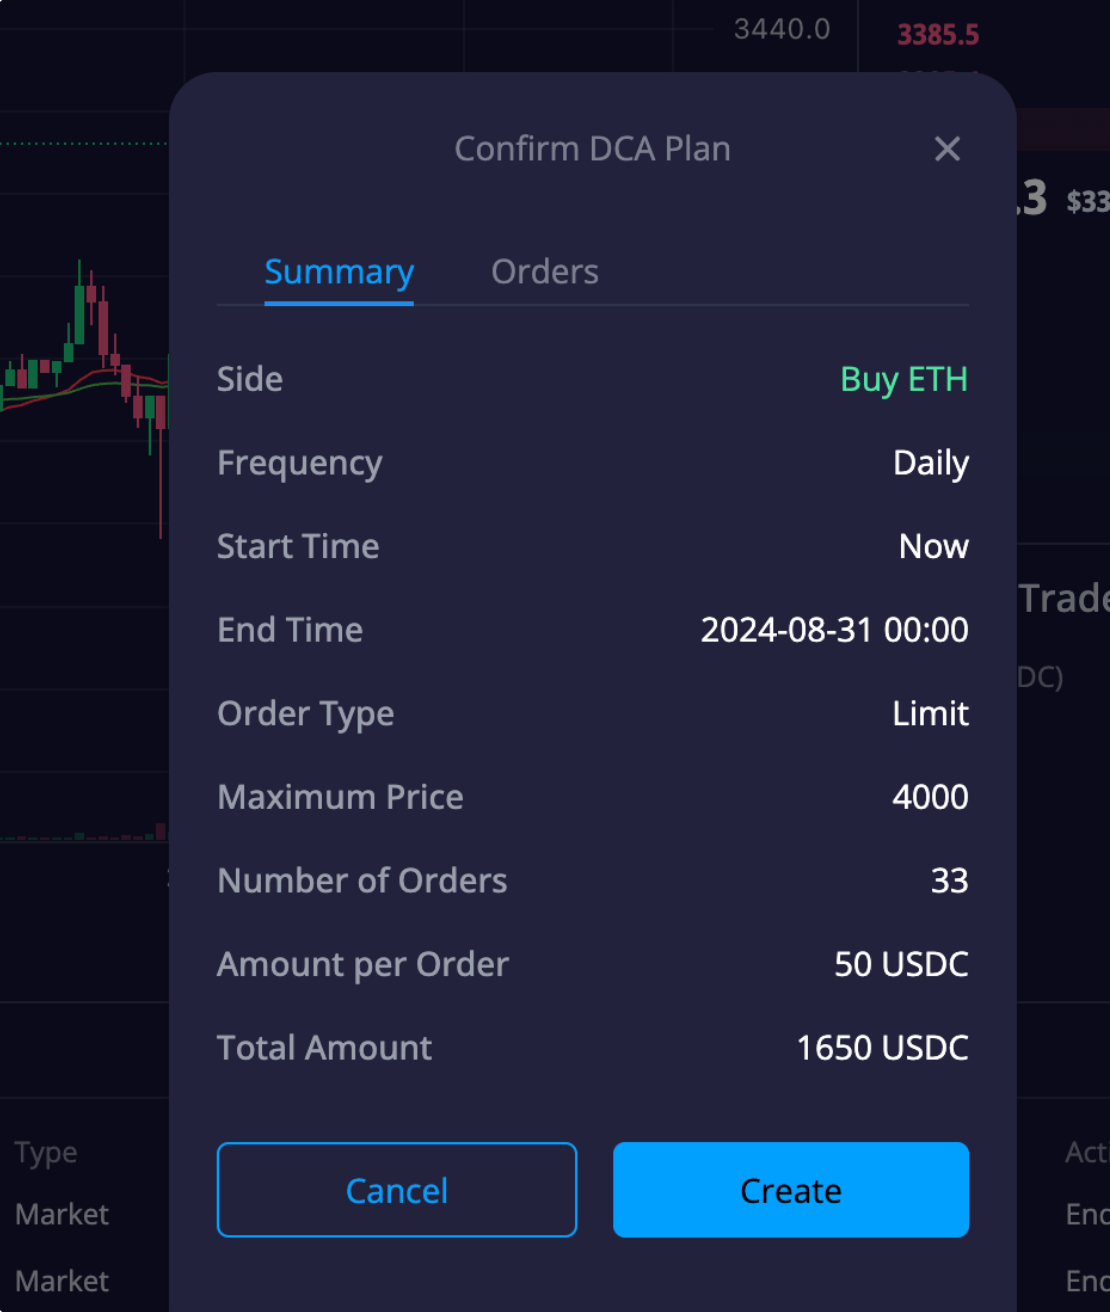 3440.0
3385.5
Confirm DCA Plan
.3 $33
Summary Orders
Side Buy ETH
Frequency Daily
Start Time Now
Trade
End Time 2024-08-31 00:00
DC)
Order Type Limit
Maximum Price 4000
Number of Orders 33
Amount per Order 50 USDC
Total Amount 1650 USDC
Type
Act
Cancel Create
Market
End
Market
End